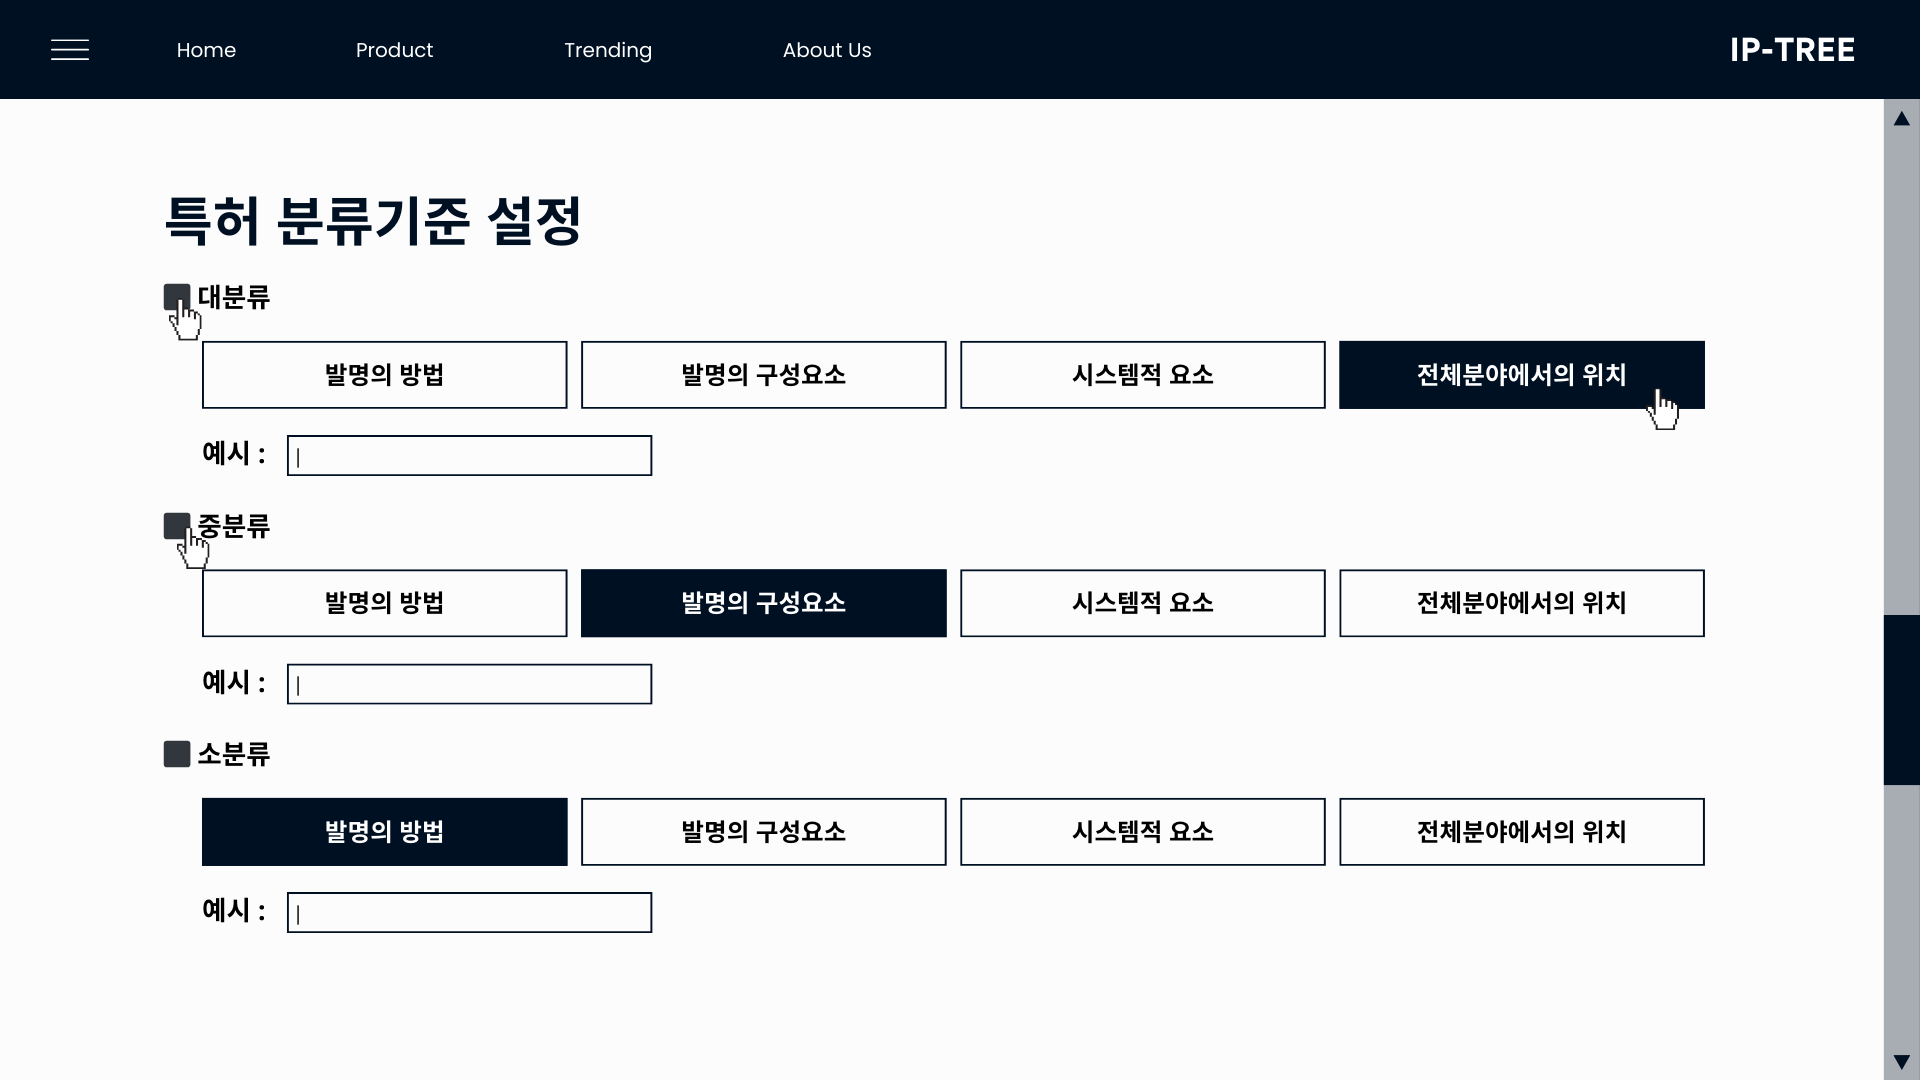 Home Product Trending About Us IP-TREE
특허 분류기준 설정
대분류
발명의 방법 발명의 구성요소 시스템적 요소 전체분야에서의 위치
예시 :
중분류
발명의 방법 발명의 구성요소 시스템적 요소 전체분야에서의 위치
예시 :
소분류
발명의 방법 발명의 구성요소 시스템적 요소 전체분야에서의 위치
예시 :